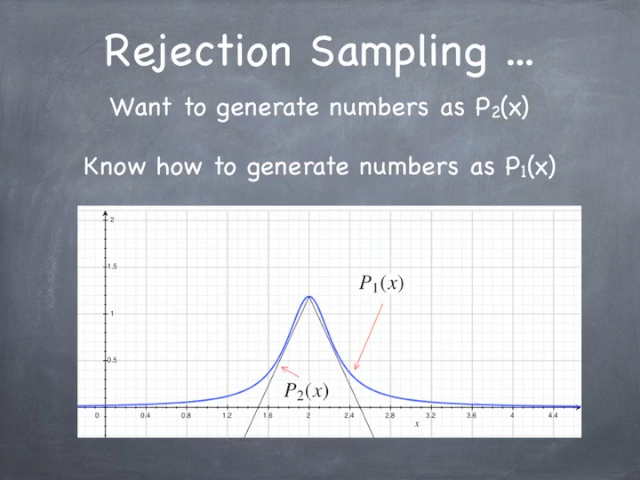 Rejection Sampling ...
Want to generate numbers as P₂(x)
Know how to generate numbers as P₁(x)
2
1.5
P₁(x)
1
0.5
P₂(x)
0 0.4 0.8 1.2 1.6 2 2.4 2.8 3.2 3.6 4 4.4
x